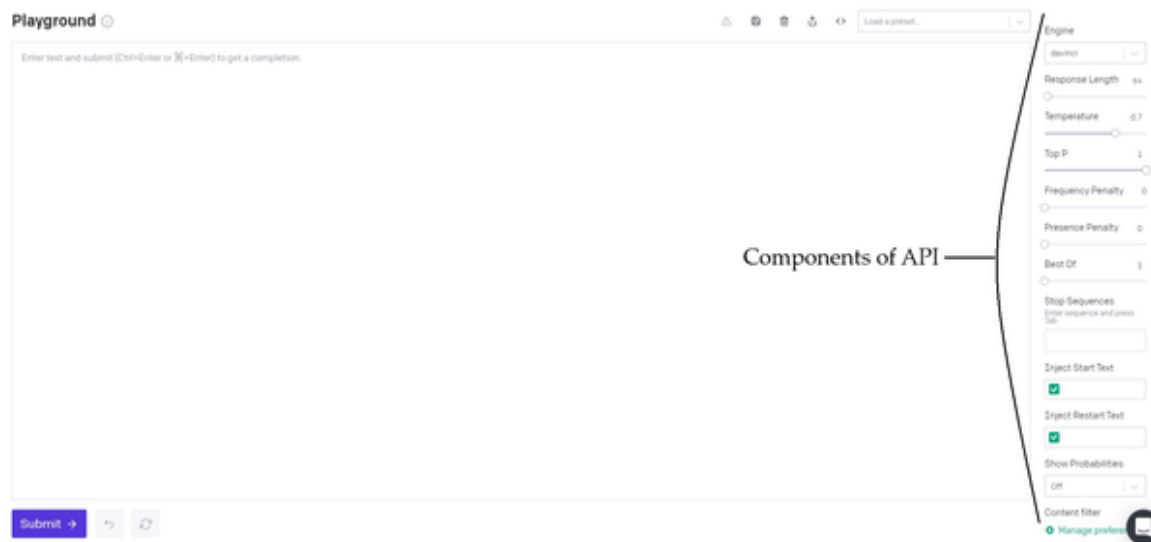 Playground
Load a preset...
Enter text and submit (Ctrl+Enter or ⌘+Enter) to get a completion.
Components of API
Engine
davinci
Response Length 64
Temperature 0.7
Top P 1
Frequency Penalty 0
Presence Penalty 0
Best Of 1
Stop Sequences
Enter sequence and press
Tab
Inject Start Text
Inject Restart Text
Show Probabilities
Off
Content filter
Manage prefere
Submit →